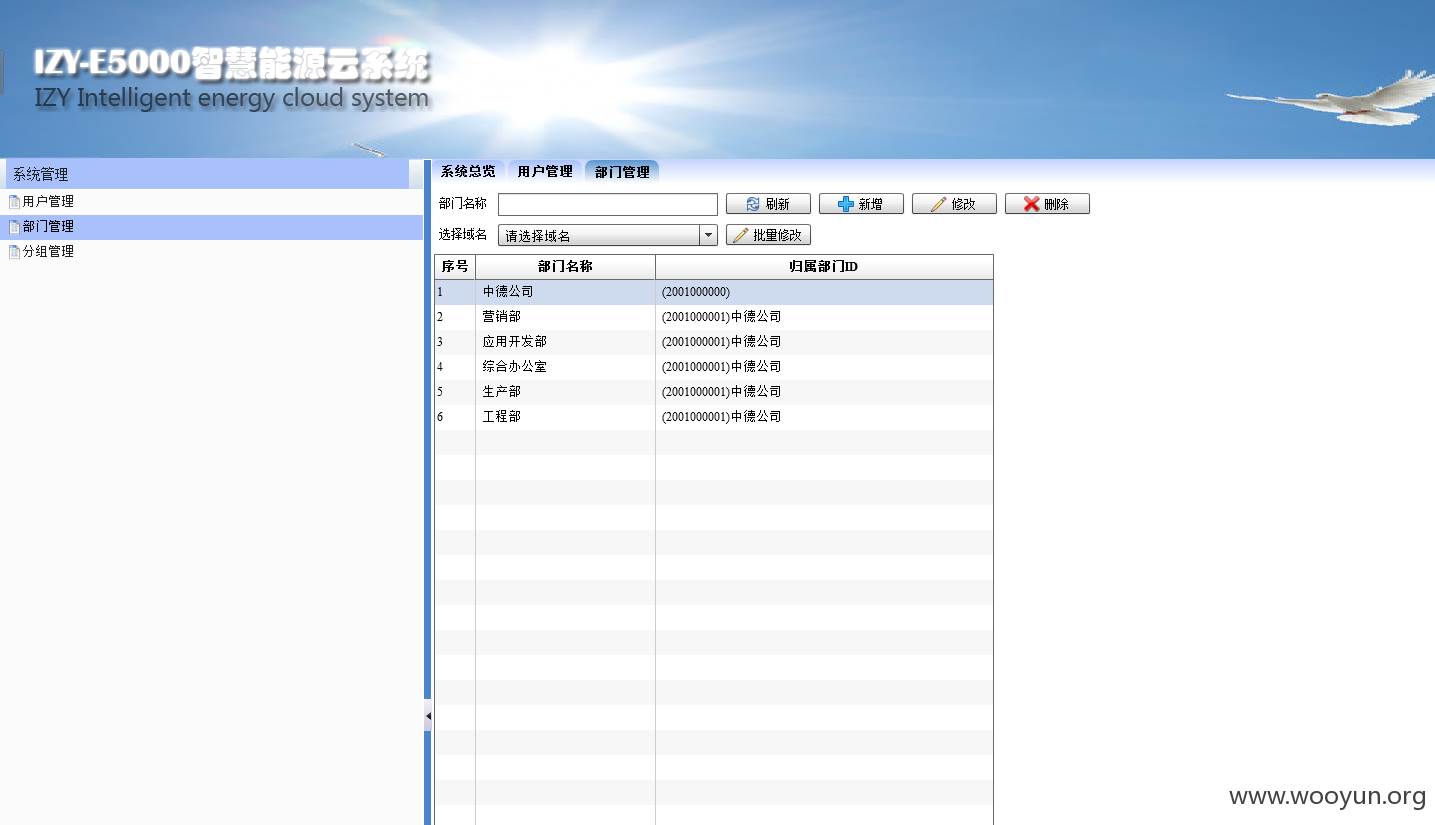 IZY-E5000智慧能源云系统
IZY Intelligent energy cloud system
系统管理
用户管理
部门管理
分组管理
系统总览 用户管理 部门管理
部门名称 刷新 新增 修改 删除
选择域名 请选择域名 批量修改
序号 部门名称 归属部门ID
1 中德公司 (2001000000)
2 营销部 (2001000001)中德公司
3 应用开发部 (2001000001)中德公司
4 综合办公室 (2001000001)中德公司
5 生产部 (2001000001)中德公司
6 工程部 (2001000001)中德公司
www.wooyun.org